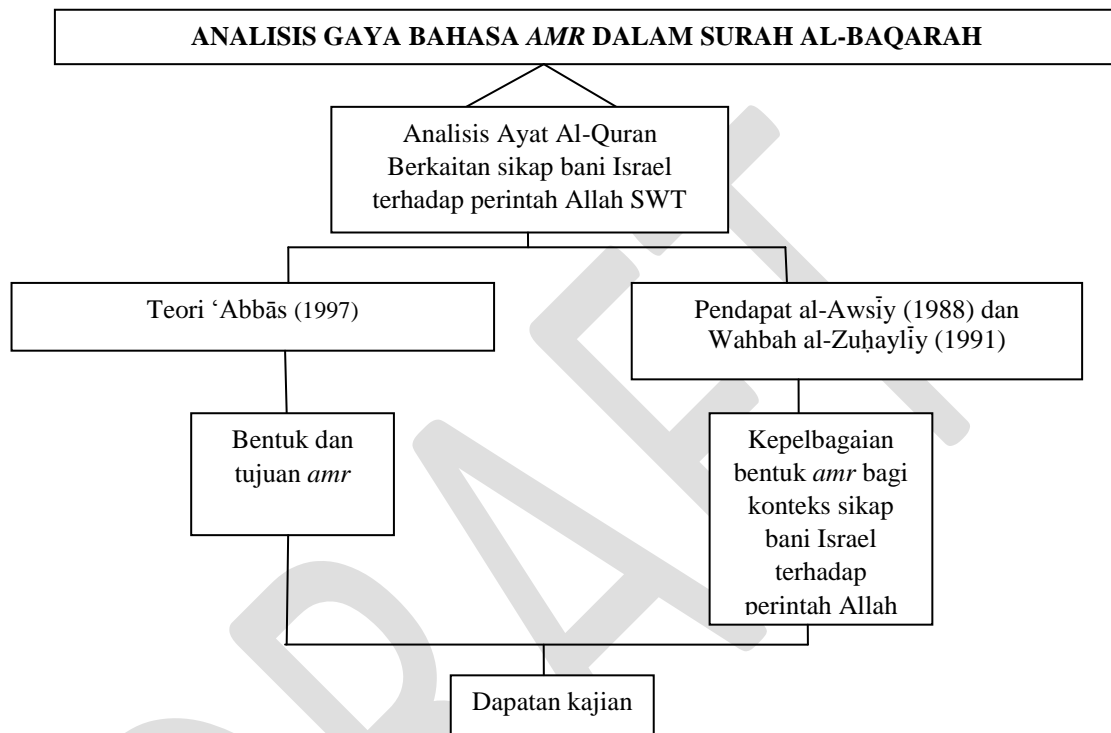 ANALISIS GAYA BAHASA AMR DALAM SURAH AL-BAQARAH
Analisis Ayat Al-Quran
Berkaitan sikap bani Israel
terhadap perintah Allah SWT
Teori ‘Abbās (1997)
Pendapat al-Awsīy (1988) dan
Wahbah al-Zuḥaylīy (1991)
Bentuk dan
tujuan amr
Kepelbagaian
bentuk amr bagi
konteks sikap
bani Israel
terhadap
perintah Allah
Dapatan kajian
DRAFT